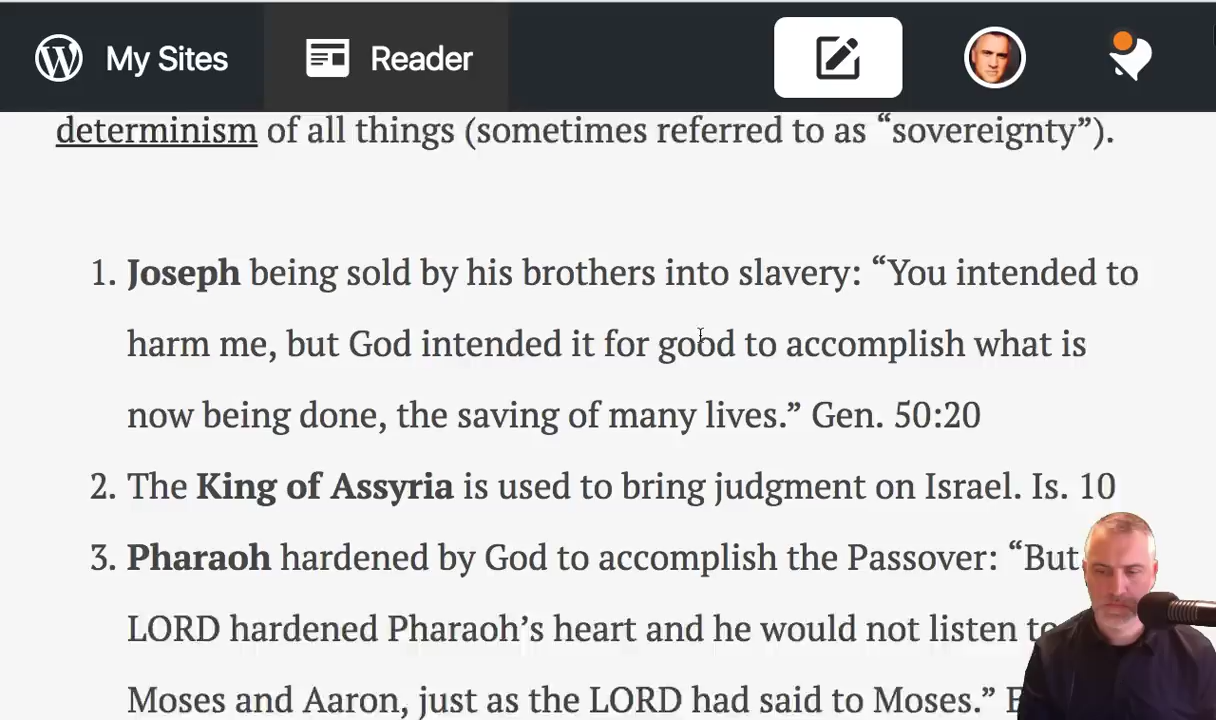 My Sites
Reader
determinism of all things (sometimes referred to as “sovereignty”).
1. Joseph being sold by his brothers into slavery: “You intended to
harm me, but God intended it for good to accomplish what is
now being done, the saving of many lives.” Gen. 50:20
2. The King of Assyria is used to bring judgment on Israel. Is. 10
3. Pharaoh hardened by God to accomplish the Passover: “But
LORD hardened Pharaoh’s heart and he would not listen to
Moses and Aaron, just as the LORD had said to Moses.”